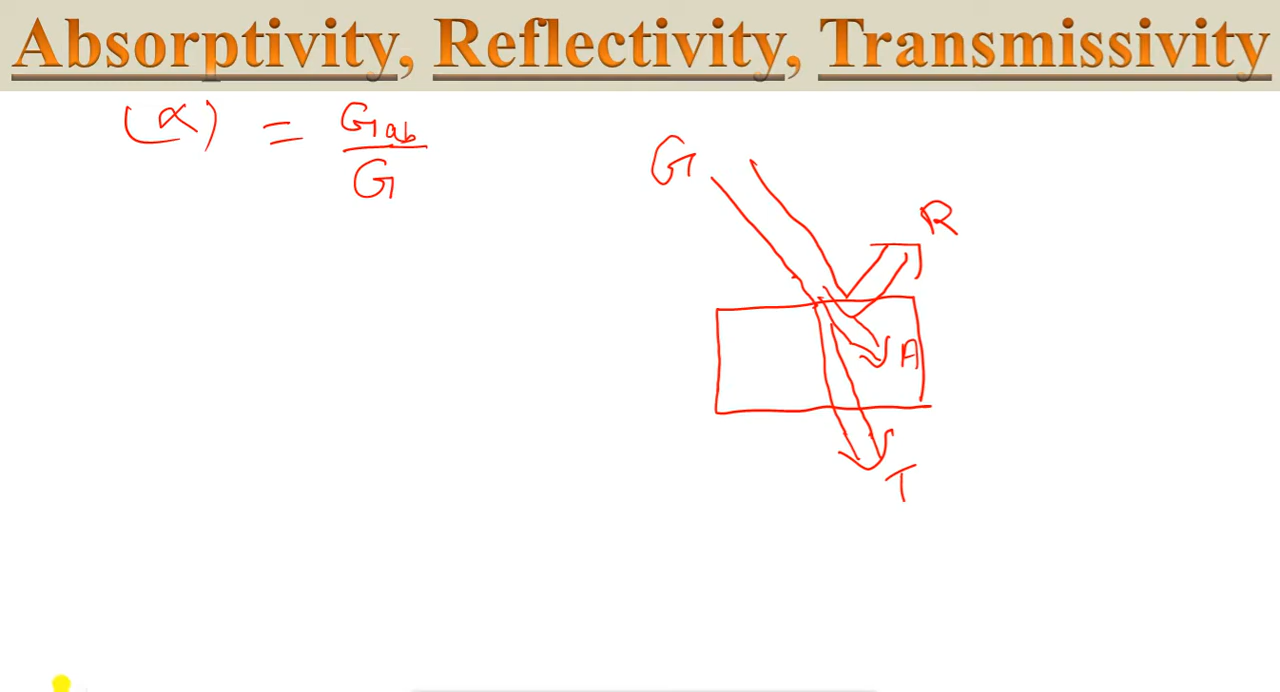 Absorptivity, Reflectivity, Transmissivity
(α) = Gab/G
G
R
A
T